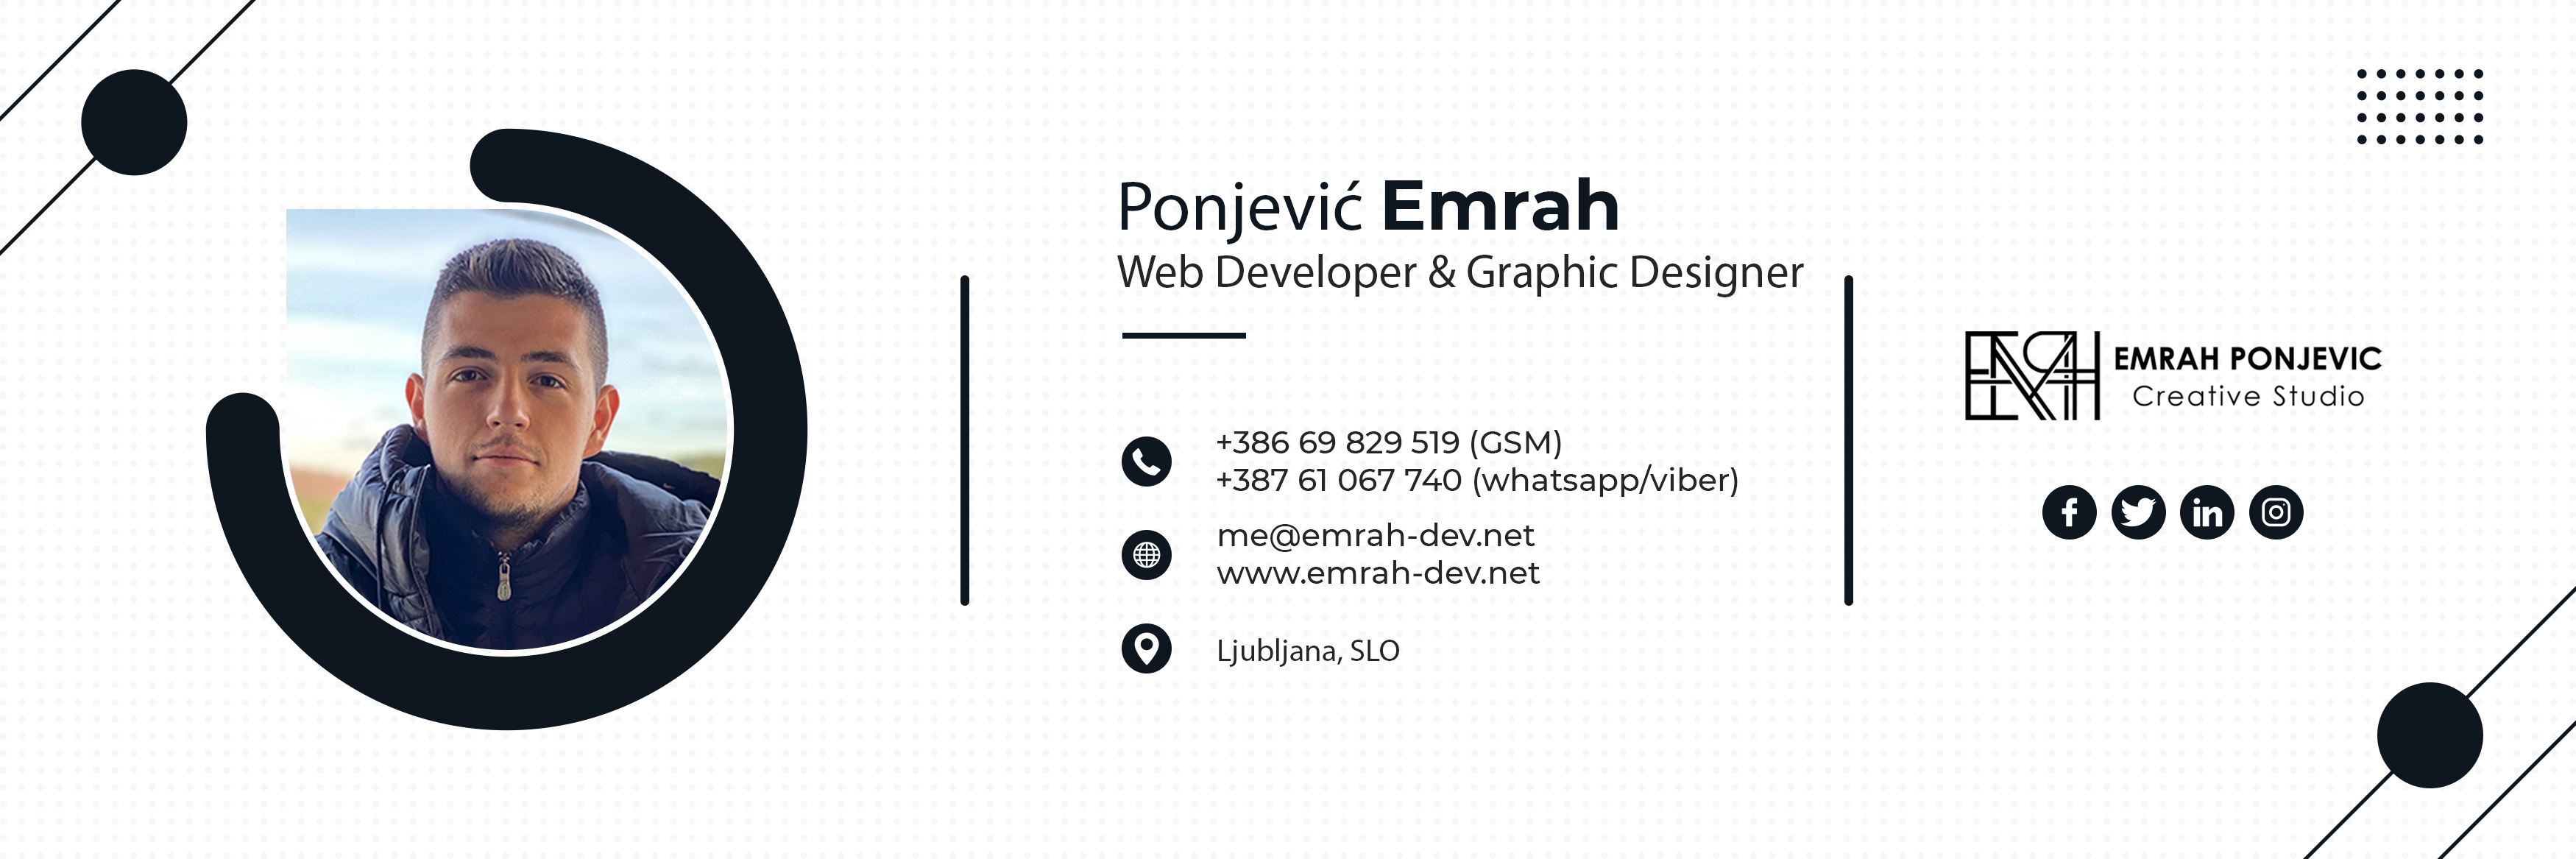 Ponjević Emrah
Web Developer & Graphic Designer
+386 69 829 519 (GSM)
+387 61 067 740 (whatsapp/viber)
me@emrah-dev.net
www.emrah-dev.net
Ljubljana, SLO
EMRAH PONJEVIC
Creative Studio